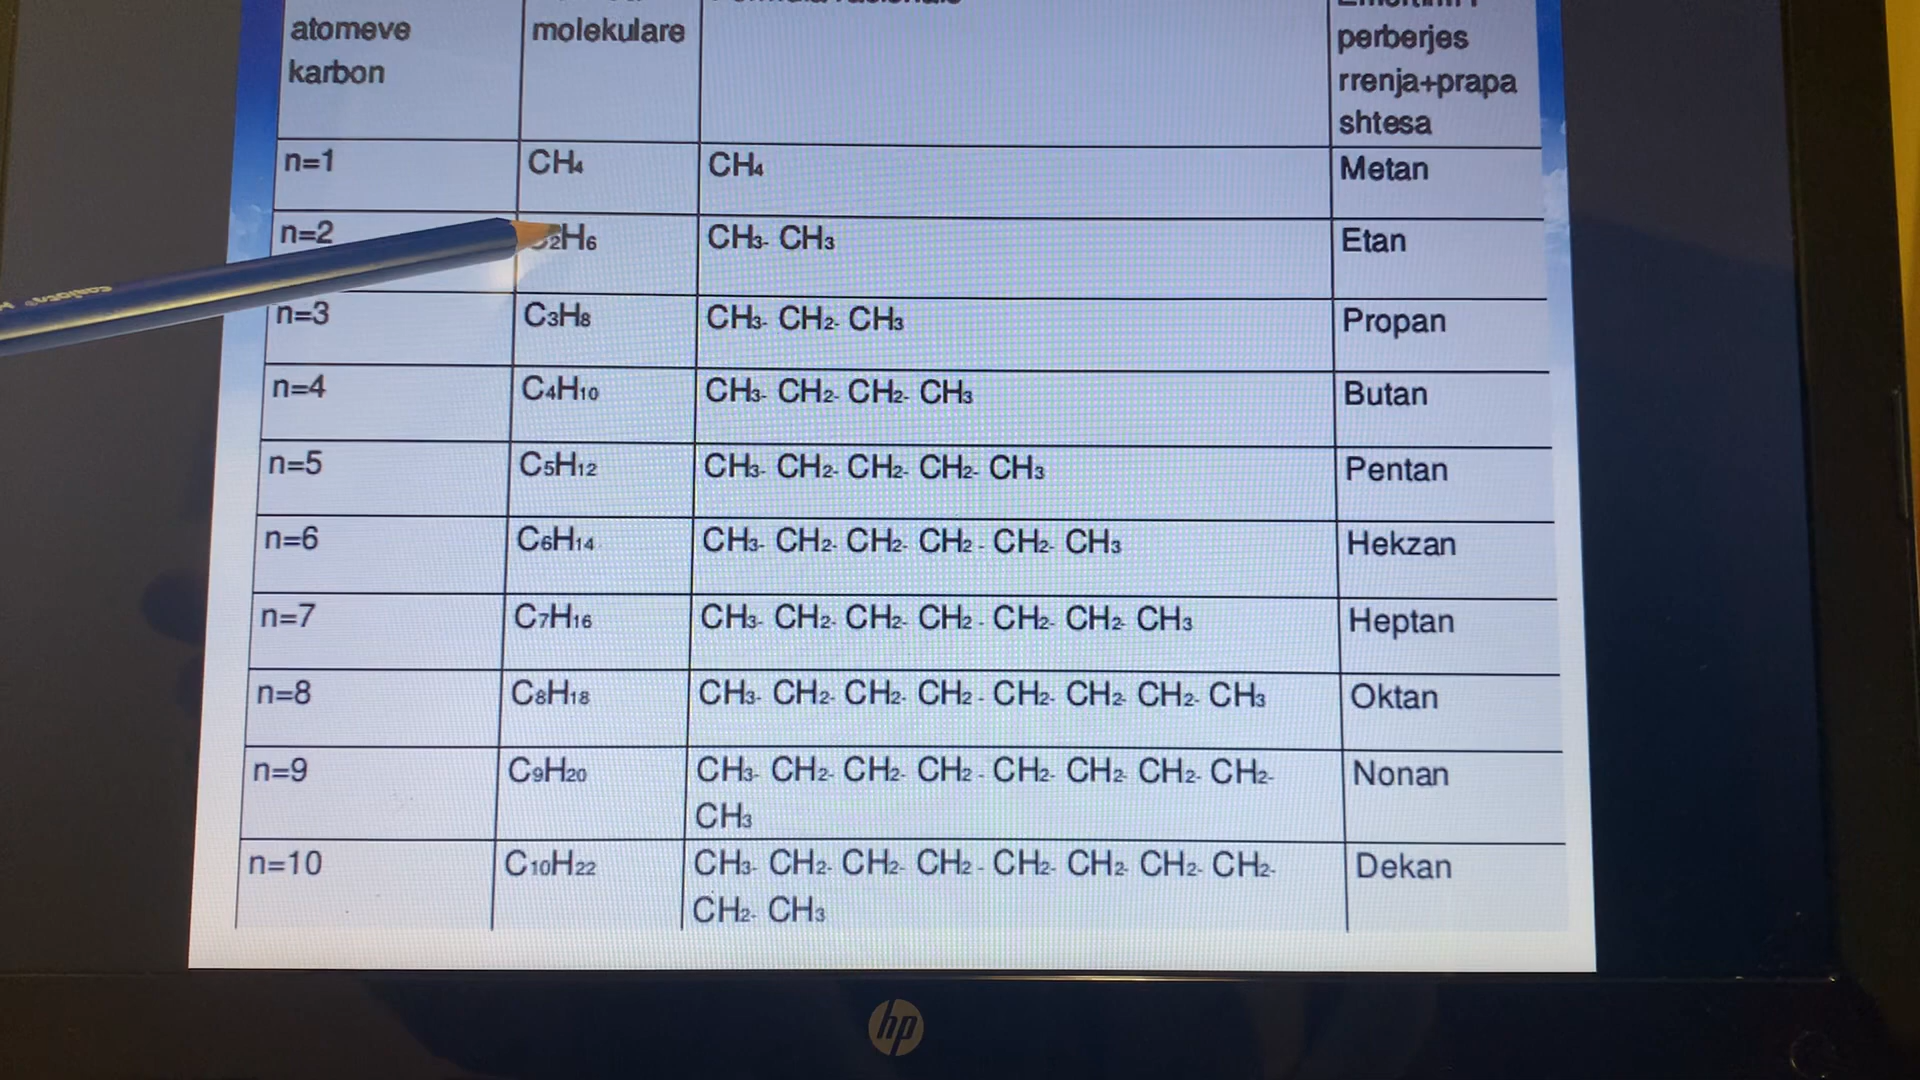 atomeve
karbon
molekulare
perberjes
rrenja+prapa
shtesa
n=1 CH4 CH4 Metan
n=2 2H6 CH3- CH3 Etan
n=3 C3H8 CH3- CH2- CH3 Propan
n=4 C4H10 CH3- CH2- CH2- CH3 Butan
n=5 C5H12 CH3- CH2- CH2- CH2- CH3 Pentan
n=6 C6H14 CH3- CH2- CH2- CH2 - CH2- CH3 Hekzan
n=7 C7H16 CH3- CH2- CH2- CH2 - CH2- CH2- CH3 Heptan
n=8 C8H18 CH3- CH2- CH2- CH2 - CH2- CH2- CH2- CH3 Oktan
n=9 C9H20 CH3- CH2- CH2- CH2 - CH2- CH2- CH2- CH2- Nonan
CH3
n=10 C10H22 CH3- CH2- CH2- CH2 - CH2- CH2- CH2- CH2- Dekan
CH2- CH3
hp